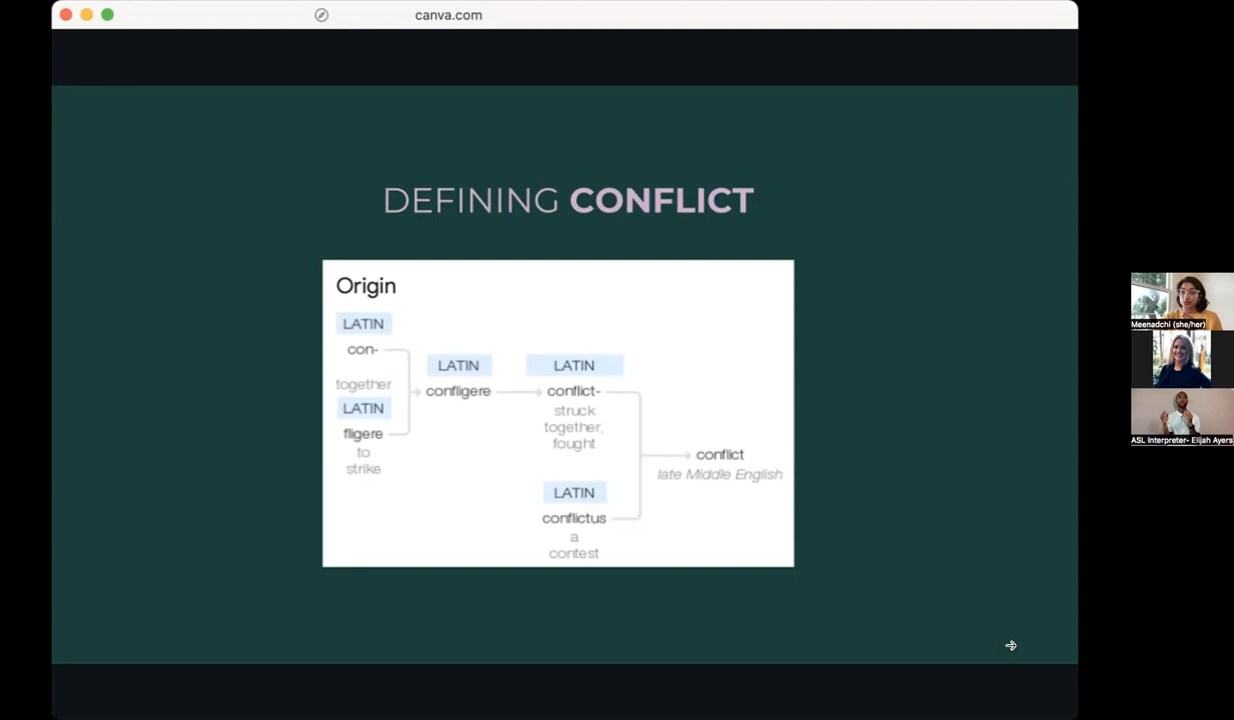 canva.com
DEFINING CONFLICT
Origin
LATIN
con-
together
LATIN
fligere
to
strike
LATIN
confligere
LATIN
conflict-
struck
together,
fought
LATIN
conflictus
a
contest
conflict
late Middle English
Meenadchi (she/her)
ASL Interpreter- Elijah Ayers